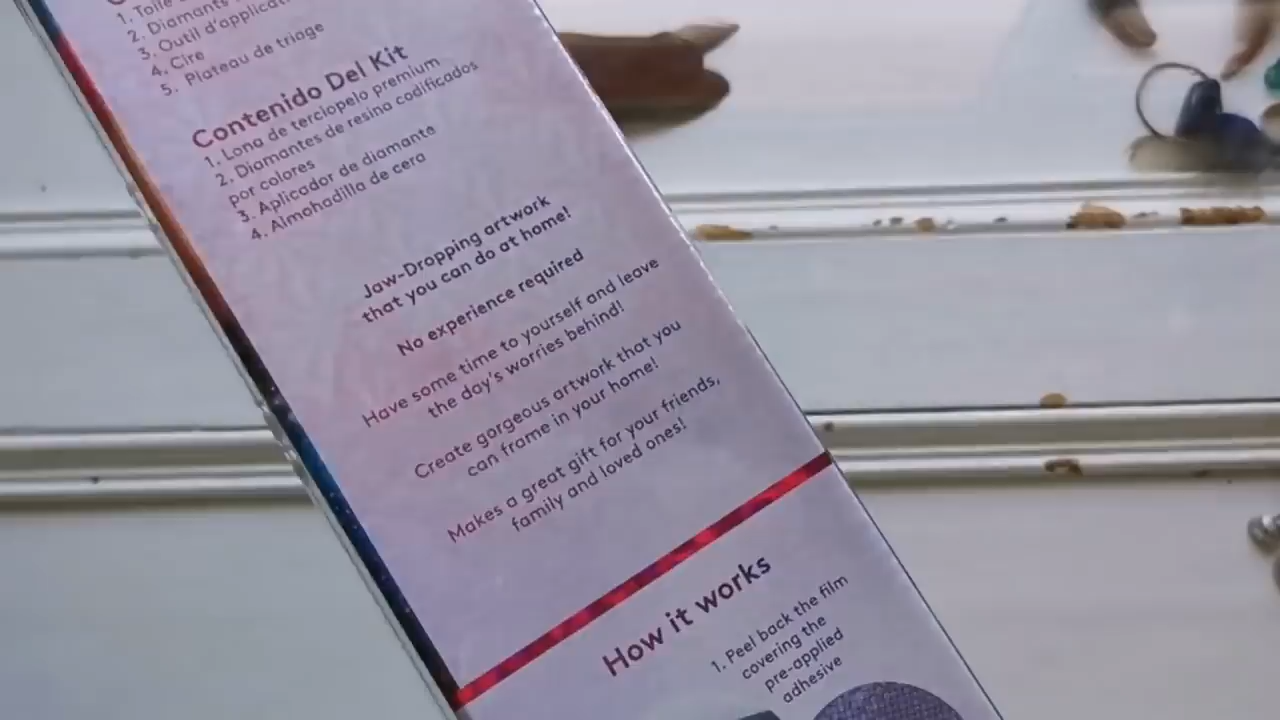 1. Toile
2. Diamants
3. Outil d'applicati
4. Cire
5. Plateau de triage
Contenido Del Kit
1. Lona de terciopelo premium
2. Diamantes de resina codificados
por colores
3. Aplicador de diamante
4. Almohadilla de cera
Jaw-Dropping artwork
that you can do at home!
No experience required
Have some time to yourself and leave
the day's worries behind!
Create gorgeous artwork that you
can frame in your home!
Makes a great gift for your friends,
family and loved ones!
How it works
1. Peel back the film
covering the
pre-applied
adhesive